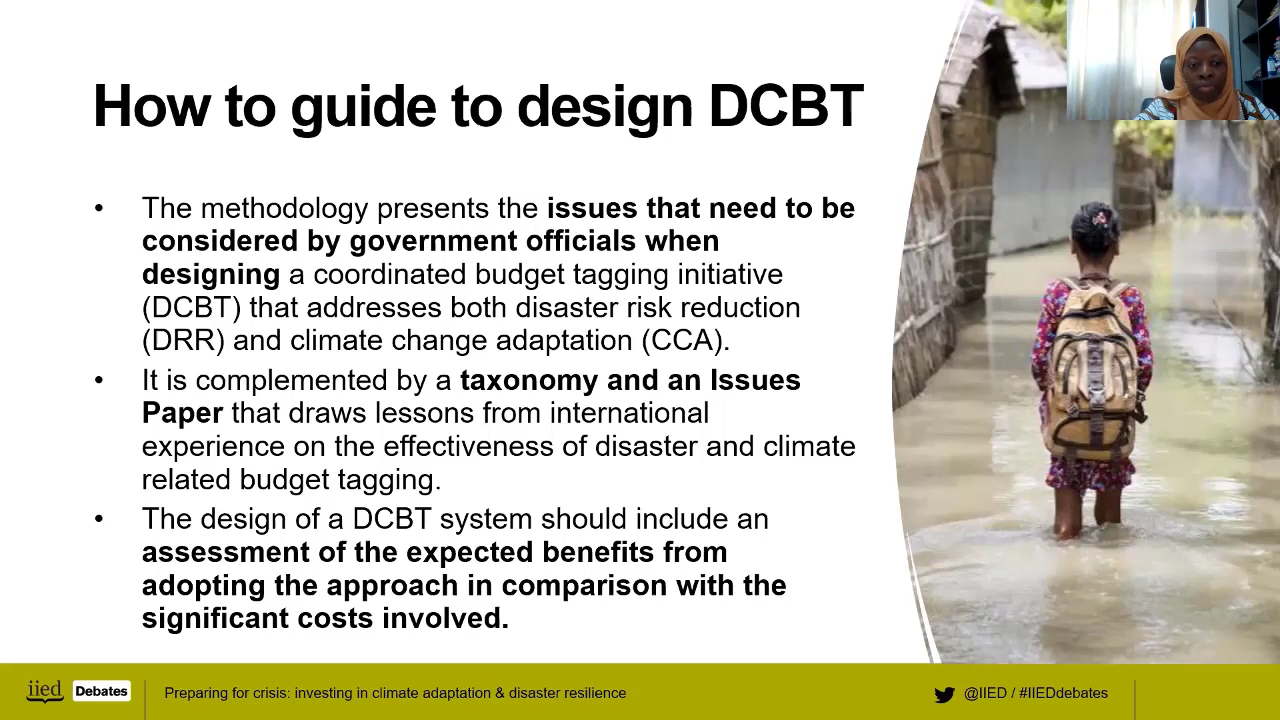 How to guide to design DCBT
• The methodology presents the issues that need to be
considered by government officials when
designing a coordinated budget tagging initiative
(DCBT) that addresses both disaster risk reduction
(DRR) and climate change adaptation (CCA).
• It is complemented by a taxonomy and an Issues
Paper that draws lessons from international
experience on the effectiveness of disaster and climate
related budget tagging.
• The design of a DCBT system should include an
assessment of the expected benefits from
adopting the approach in comparison with the
significant costs involved.
iied Debates Preparing for crisis: investing in climate adaptation & disaster resilience @IIED / #IIEDdebates